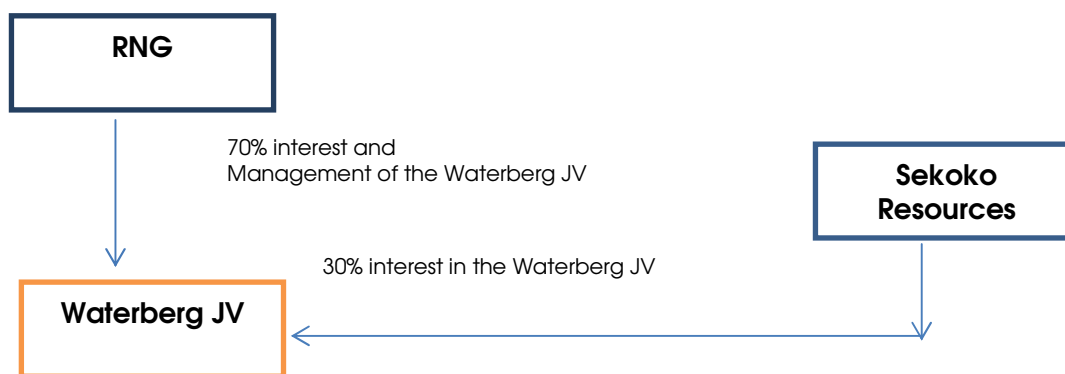 RNG
70% interest and
Management of the Waterberg JV
Sekoko
Resources
30% interest in the Waterberg JV
Waterberg JV